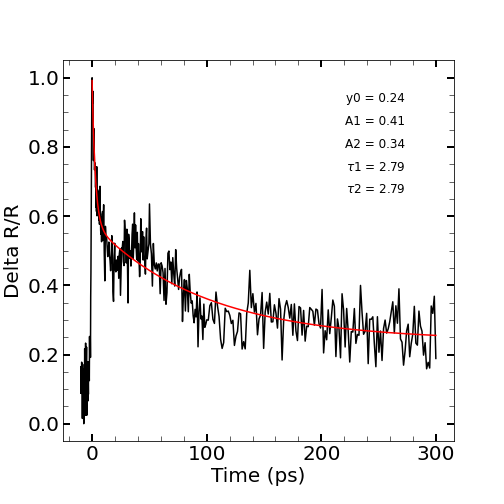 y0 = 0.24
A1 = 0.41
A2 = 0.34
τ1 = 2.79
τ2 = 2.79
Delta R/R
1.0
0.8
0.6
0.4
0.2
0.0
0 100 200 300
Time (ps)